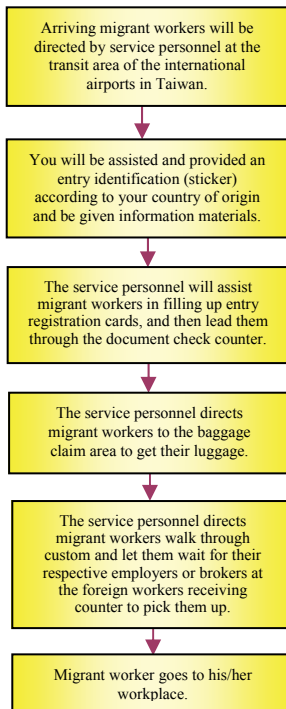 Arriving migrant workers will be
directed by service personnel at the
transit area of the international
airports in Taiwan.
You will be assisted and provided an
entry identification (sticker)
according to your country of origin
and be given information materials.
The service personnel will assist
migrant workers in filling up entry
registration cards, and then lead them
through the document check counter.
The service personnel directs
migrant workers to the baggage
claim area to get their luggage.
The service personnel directs
migrant workers walk through
custom and let them wait for their
respective employers or brokers at
the foreign workers receiving
counter to pick them up.
Migrant worker goes to his/her
workplace.